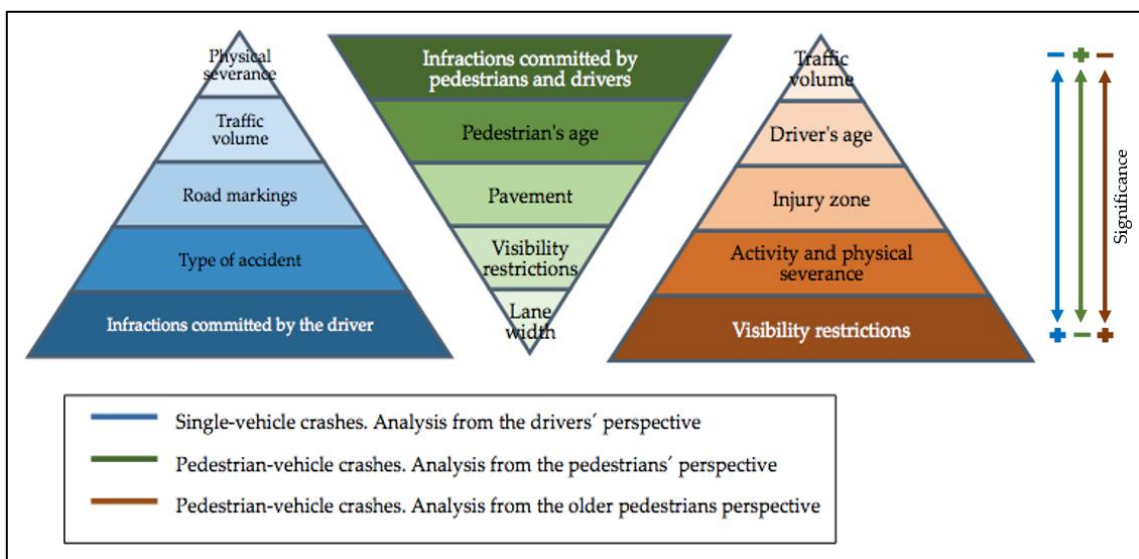 Physical
severance
Traffic
volume
Road markings
Type of accident
Infractions committed by the driver
Infractions committed by
pedestrians and drivers
Pedestrian's age
Pavement
Visibility
restrictions
Lane
width
Traffic
volume
Driver's age
Injury zone
Activity and physical
severance
Visibility restrictions
− + −
Significance
+ − +
Single-vehicle crashes. Analysis from the drivers´ perspective
Pedestrian-vehicle crashes. Analysis from the pedestrians´ perspective
Pedestrian-vehicle crashes. Analysis from the older pedestrians perspective